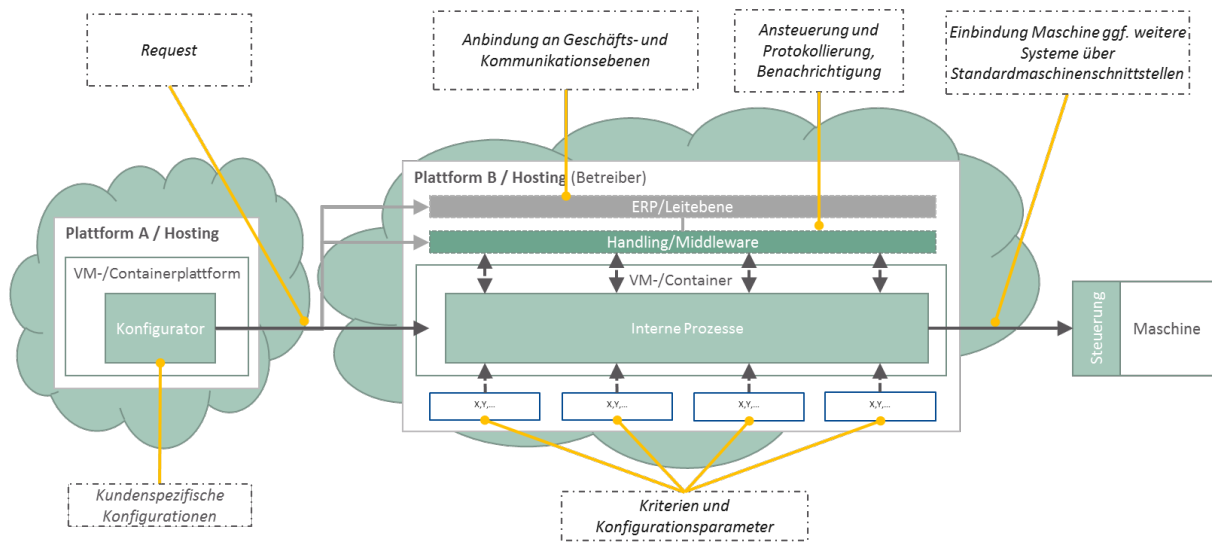 Request
Anbindung an Geschäfts- und
Kommunikationsebenen
Ansteuerung und
Protokollierung,
Benachrichtigung
Einbindung Maschine ggf. weitere
Systeme über
Standardmaschinenschnittstellen
Plattform A / Hosting
VM-/Containerplattform
Konfigurator
Kundenspezifische
Konfigurationen
Plattform B / Hosting (Betreiber)
ERP/Leitebene
Handling/Middleware
VM-/Container
Interne Prozesse
X,Y,...
X,Y,...
X,Y,...
X,Y,...
Kriterien und
Konfigurationsparameter
Steuerung
Maschine